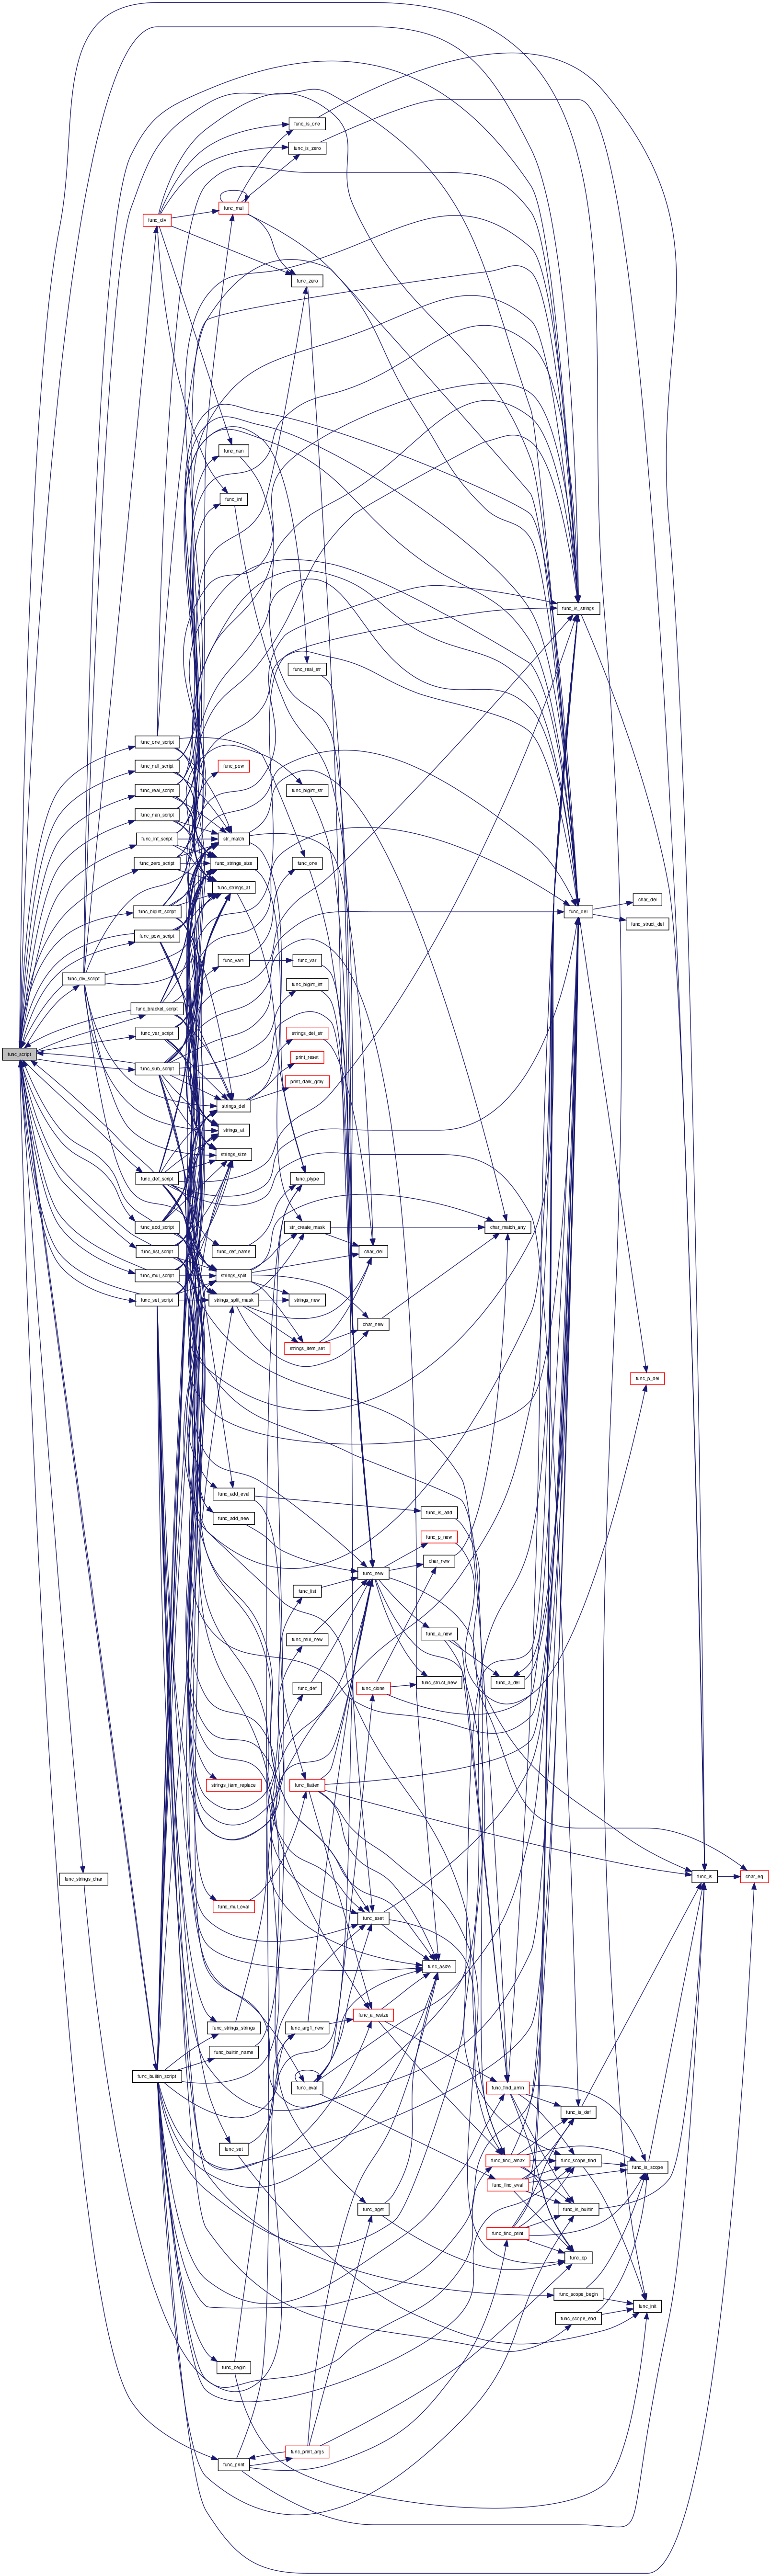 func_is_one
func_is_zero
func_mul
func_div
func_zero
func_nan
func_inf
func_is_strings
func_real_str
func_one_script
func_null_script
func_pow
func_real_script
func_bigint_str
func_nan_script
func_inf_script
str_match
func_zero_script
func_strings_size
func_one
func_strings_at
char_del
func_bigint_script
func_del
func_struct_del
func_pow_script
func_var1
func_var
func_div_script
func_bigint_int
func_bracket_script
func_var_script
strings_del_str
func_script
print_reset
func_sub_script
print_dark_gray
strings_del
strings_at
strings_size
func_def_script
func_ptype
func_add_script
str_create_mask
char_match_any
func_list_script
func_def_name
char_del
func_mul_script
strings_split
func_set_script
strings_split_mask
strings_new
char_new
strings_item_set
func_p_del
func_add_eval
func_is_add
func_add_new
func_p_new
char_new
func_new
func_list
func_a_new
func_mul_new
func_struct_new
func_a_del
func_def
func_clone
strings_item_replace
func_flatten
func_strings_char
func_is
char_eq
func_mul_eval
func_aset
func_asize
func_a_resize
func_strings_strings
func_arg1_new
func_builtin_name
func_builtin_script
func_eval
func_find_amin
func_is_def
func_set
func_find_amax
func_scope_find
func_is_scope
func_find_eval
func_aget
func_is_builtin
func_find_print
func_op
func_scope_begin
func_init
func_scope_end
func_begin
func_print_args
func_print